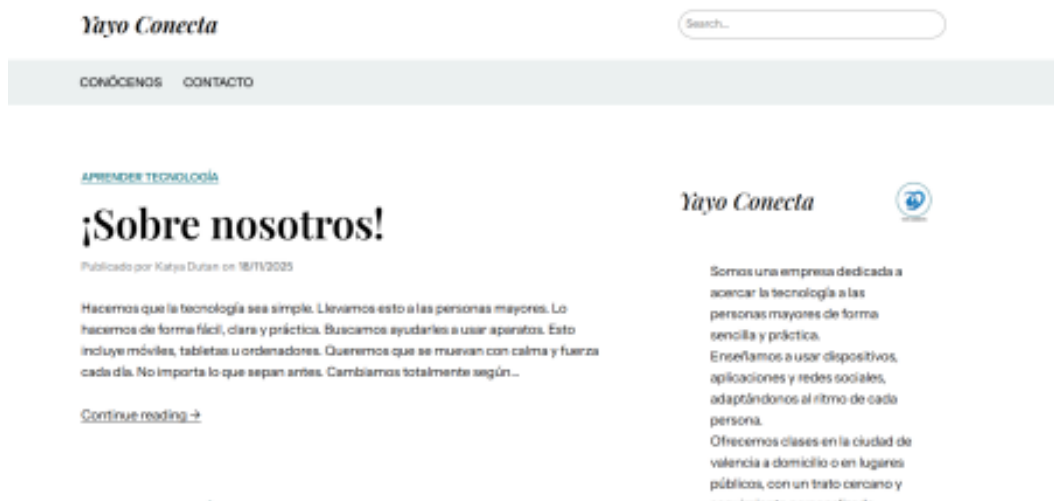 Yayo Conecta
Search...
CONÓCENOS CONTACTO
APRENDER TECNOLOGÍA
¡Sobre nosotros!
Publicado por Katya Dutan on 18/11/2025
Hacemos que la tecnología sea simple. Llevamos esto a las personas mayores. Lo
hacemos de forma fácil, clara y práctica. Buscamos ayudarles a usar aparatos. Esto
incluye móviles, tabletas u ordenadores. Queremos que se muevan con calma y fuerza
cada día. No importa lo que sepan antes. Cambiamos totalmente según...
Continue reading →
Yayo Conecta
Somos una empresa dedicada a
acercar la tecnología a las
personas mayores de forma
sencilla y práctica.
Enseñamos a usar dispositivos,
aplicaciones y redes sociales,
adaptándonos al ritmo de cada
persona.
Ofrecemos clases en la ciudad de
valencia a domicilio o en lugares
públicos, con un trato cercano y